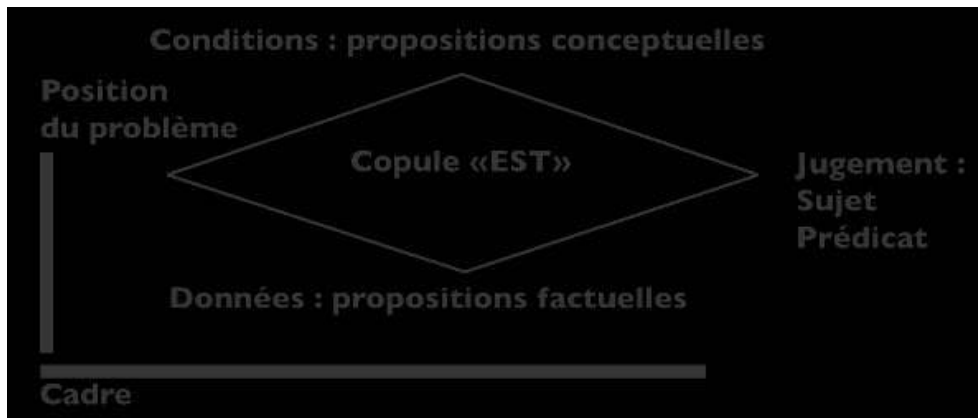 Conditions : propositions conceptuelles
Position
du problème
Copule «EST»
Jugement :
Sujet
Prédicat
Données : propositions factuelles
Cadre